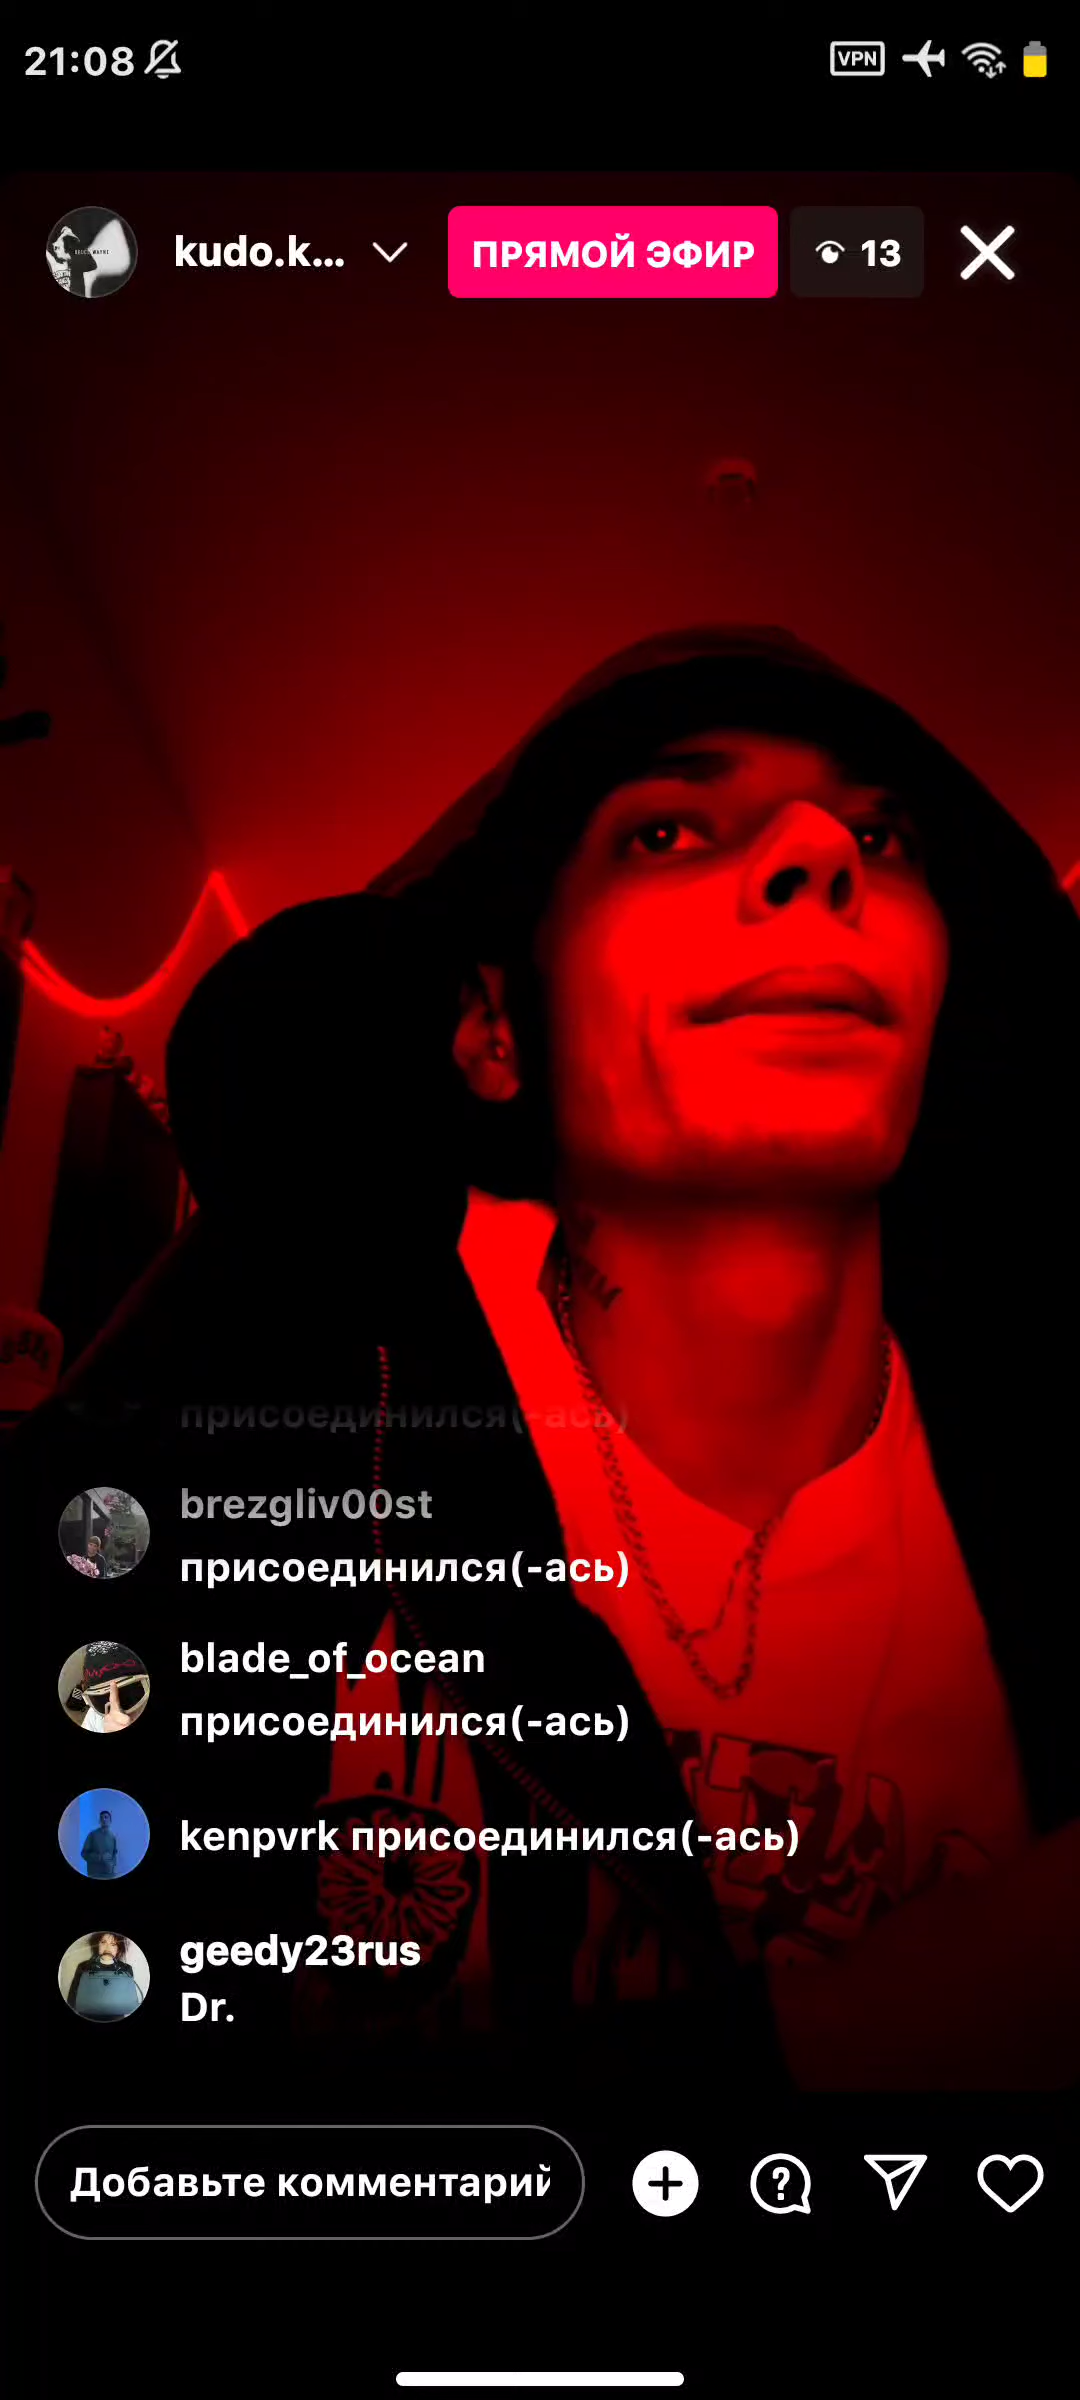 21:08
VPN
kudo.k...
ПРЯМОЙ ЭФИР
13
присоединился(-ась)
brezgliv00st
присоединился(-ась)
blade_of_ocean
присоединился(-ась)
kenpvrk присоединился(-ась)
geedy23rus
Dr.
Добавьте комментарий